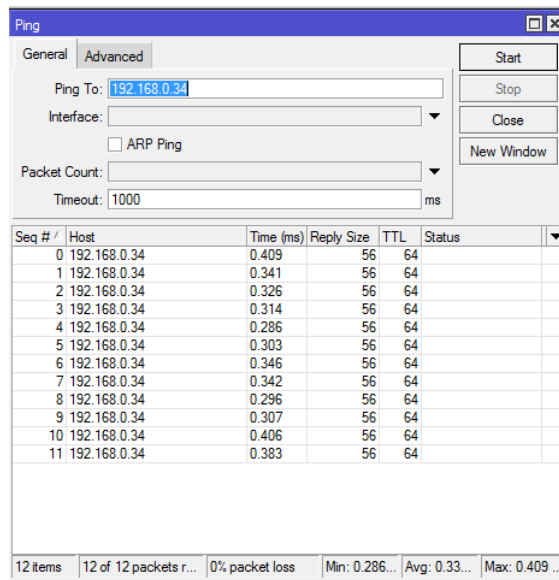 Ping
General Advanced Start
Ping To: 192.168.0.34 Stop
Interface: Close
ARP Ping New Window
Packet Count:
Timeout: 1000 ms
Seq # Host Time (ms) Reply Size TTL Status
0 192.168.0.34 0.409 56 64
1 192.168.0.34 0.341 56 64
2 192.168.0.34 0.326 56 64
3 192.168.0.34 0.314 56 64
4 192.168.0.34 0.286 56 64
5 192.168.0.34 0.303 56 64
6 192.168.0.34 0.346 56 64
7 192.168.0.34 0.342 56 64
8 192.168.0.34 0.296 56 64
9 192.168.0.34 0.307 56 64
10 192.168.0.34 0.406 56 64
11 192.168.0.34 0.383 56 64
12 items 12 of 12 packets r... 0% packet loss Min: 0.286... Avg: 0.33... Max: 0.409 ...